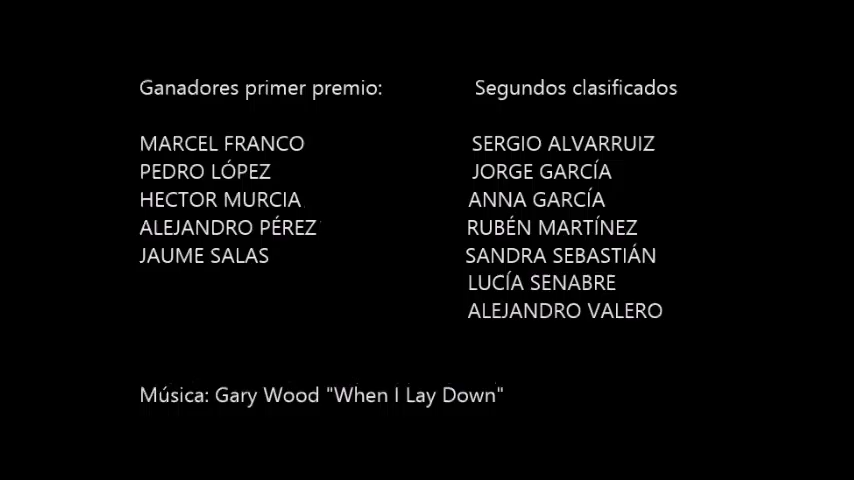 Ganadores primer premio:
MARCEL FRANCO
PEDRO LÓPEZ
HECTOR MURCIA
ALEJANDRO PÉREZ
JAUME SALAS
Segundos clasificados
SERGIO ALVARRUIZ
JORGE GARCÍA
ANNA GARCÍA
RUBÉN MARTÍNEZ
SANDRA SEBASTIÁN
LUCÍA SENABRE
ALEJANDRO VALERO
Música: Gary Wood "When I Lay Down"